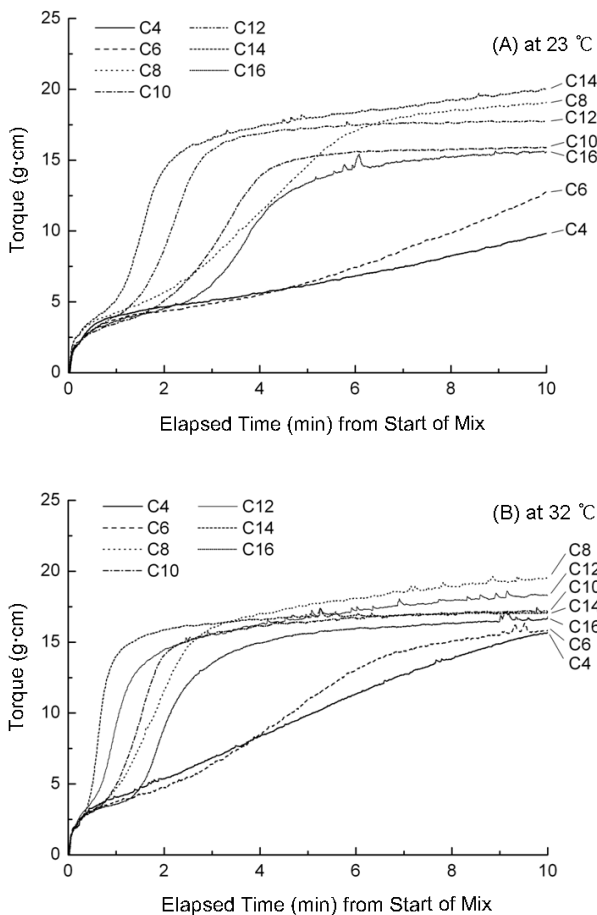 25
20
15
10
5
0
Torque (g·cm)
C4
C6
C8
C10
C12
C14
C16
(A) at 23 ℃
C14
C8
C12
C10
C16
C6
C4
0 2 4 6 8 10
Elapsed Time (min) from Start of Mix
25
20
15
10
5
0
Torque (g·cm)
C4
C6
C8
C10
C12
C14
C16
(B) at 32 ℃
C8
C12
C10
C14
C16
C6
C4
0 2 4 6 8 10
Elapsed Time (min) from Start of Mix